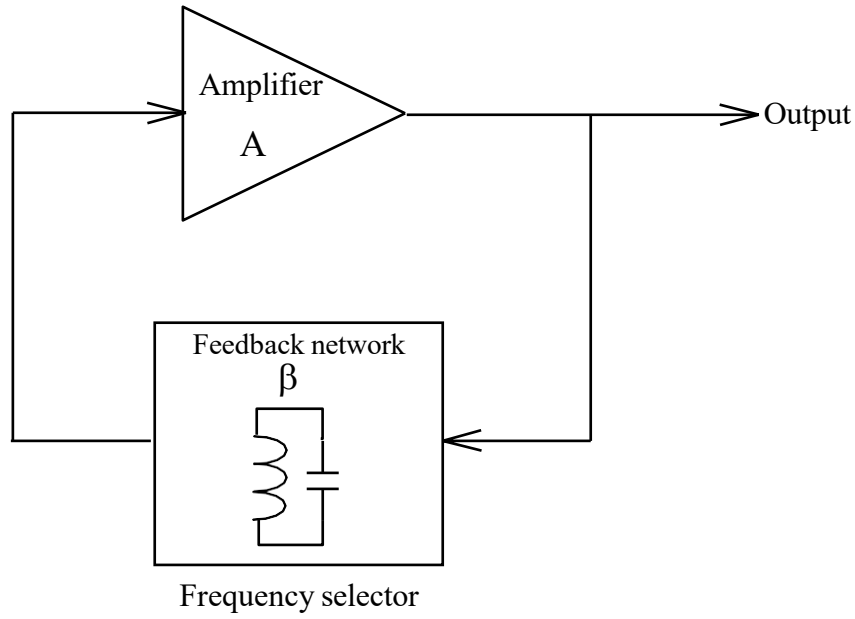 Amplifier
A
Output
Feedback network
β
Frequency selector